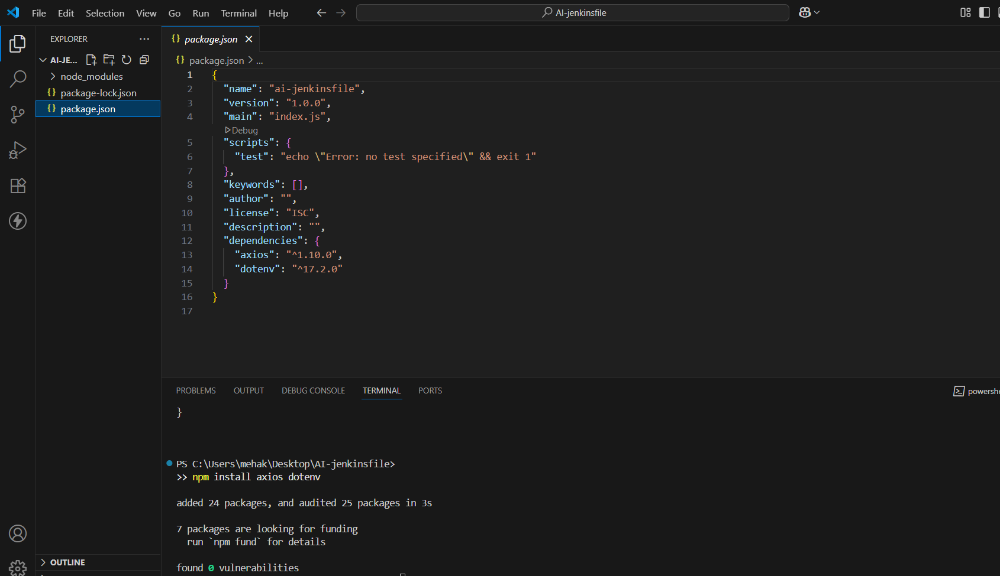 File Edit Selection View Go Run Terminal Help
AI-jenkinsfile
EXPLORER
AI-JE...
node_modules
package-lock.json
package.json
package.json
package.json > ...
1 {
2 "name": "ai-jenkinsfile",
3 "version": "1.0.0",
4 "main": "index.js",
Debug
5 "scripts": {
6 "test": "echo \"Error: no test specified\" && exit 1"
7 },
8 "keywords": [],
9 "author": "",
10 "license": "ISC",
11 "description": "",
12 "dependencies": {
13 "axios": "^1.10.0",
14 "dotenv": "^17.2.0"
15 }
16 }
17
PROBLEMS OUTPUT DEBUG CONSOLE TERMINAL PORTS
powershe
}
PS C:\Users\mehak\Desktop\AI-jenkinsfile>
>> npm install axios dotenv
added 24 packages, and audited 25 packages in 3s
7 packages are looking for funding
run `npm fund` for details
found 0 vulnerabilities
OUTLINE